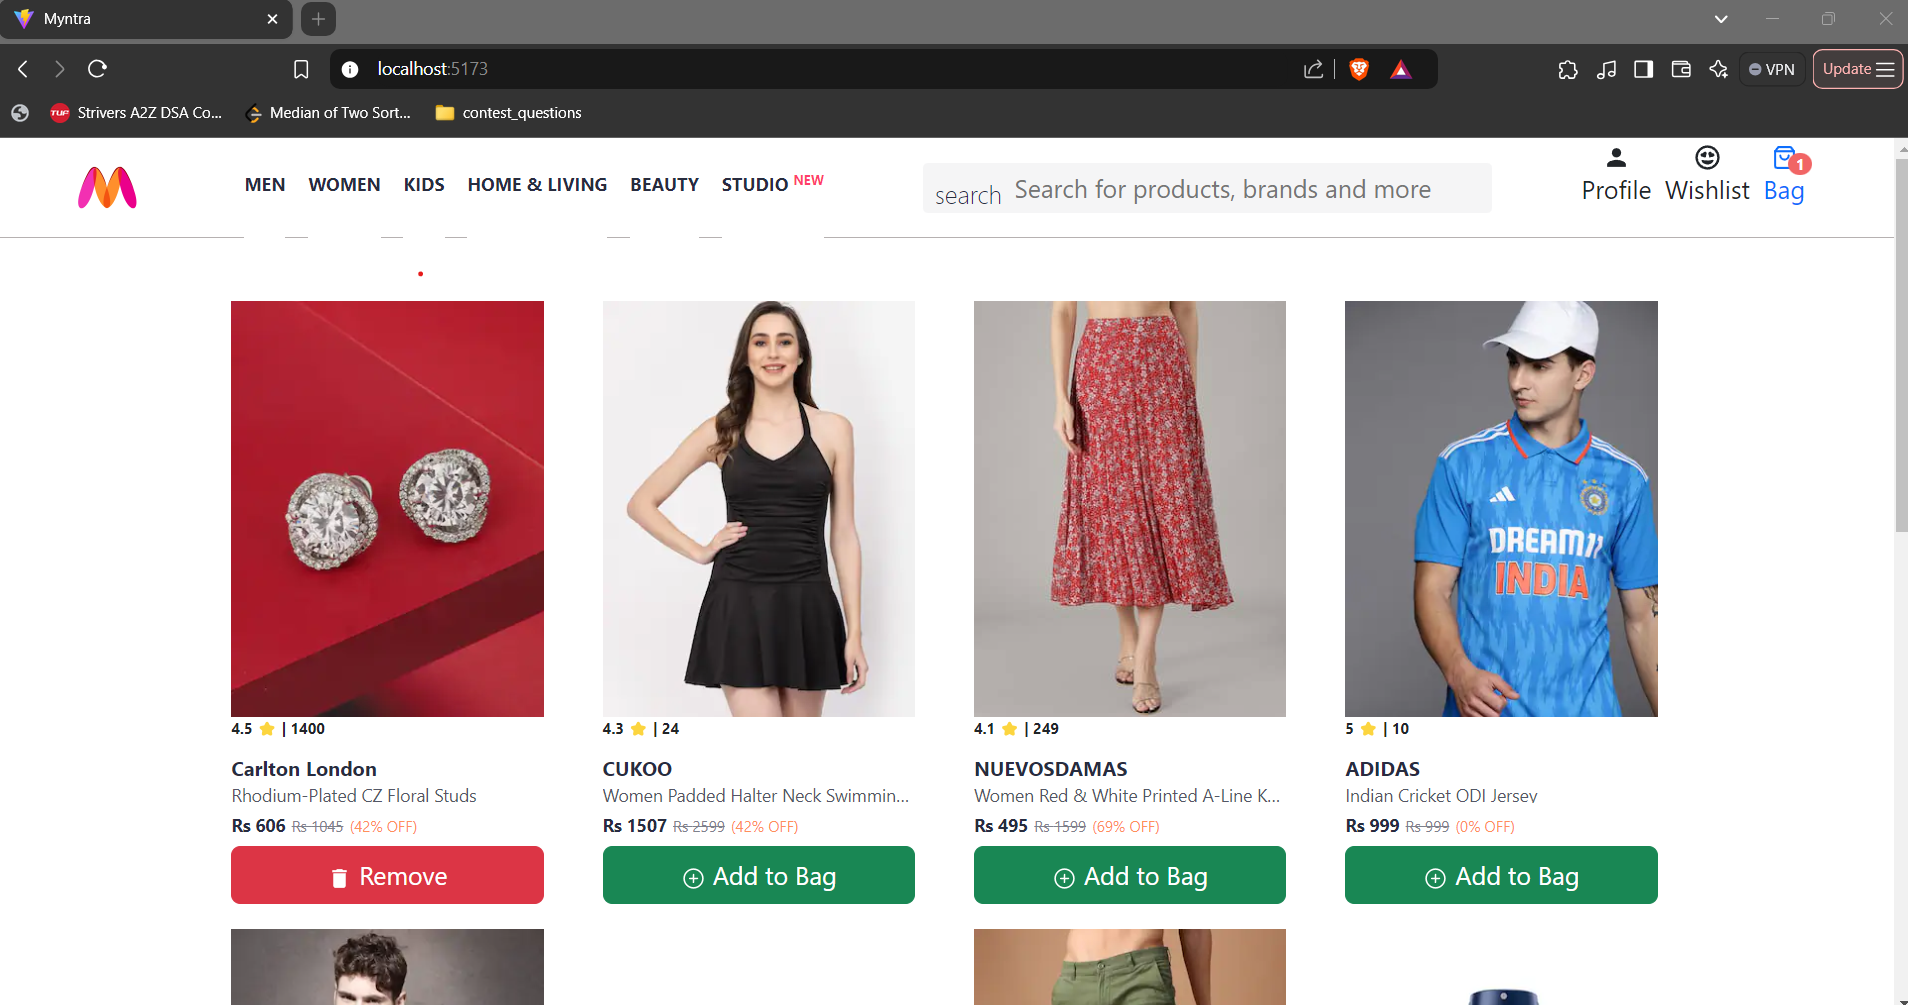 Myntra
localhost:5173
VPN
Update
TUF
Strivers A2Z DSA Co...
Median of Two Sort...
contest_questions
MEN WOMEN KIDS HOME & LIVING BEAUTY STUDIO NEW
search Search for products, brands and more
Profile Wishlist Bag 1
DREAM11
INDIA
4.5 ⭐ | 1400
4.3 ⭐ | 24
4.1 ⭐ | 249
5 ⭐ | 10
Carlton London
CUKOO
NUEVOSDAMAS
ADIDAS
Rhodium-Plated CZ Floral Studs
Women Padded Halter Neck Swimmin...
Women Red & White Printed A-Line K...
Indian Cricket ODI Jersey
Rs 606 Rs 1045 (42% OFF)
Rs 1507 Rs 2599 (42% OFF)
Rs 495 Rs 1599 (69% OFF)
Rs 999 Rs 999 (0% OFF)
Remove
Add to Bag
Add to Bag
Add to Bag